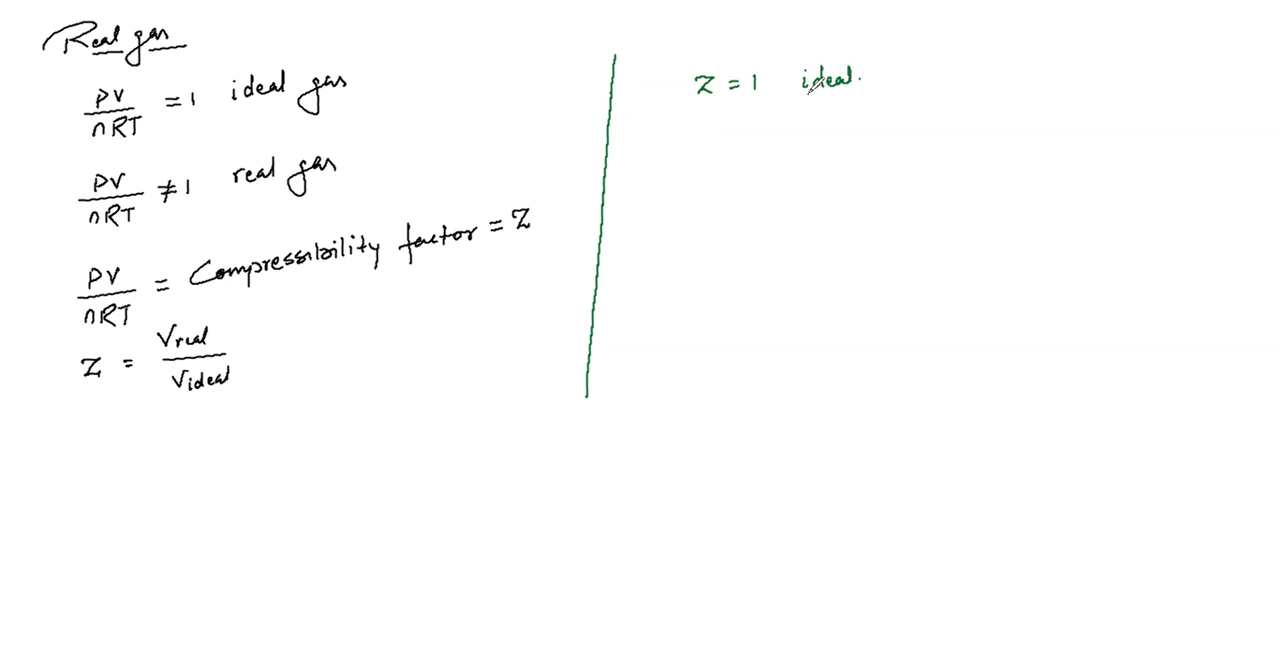 Real gas
PV/nRT = 1 ideal gas
PV/nRT ≠ 1 real gas
PV/nRT = Compressibility factor = Z
Z = Vreal/Videal
Z = 1 ideal.